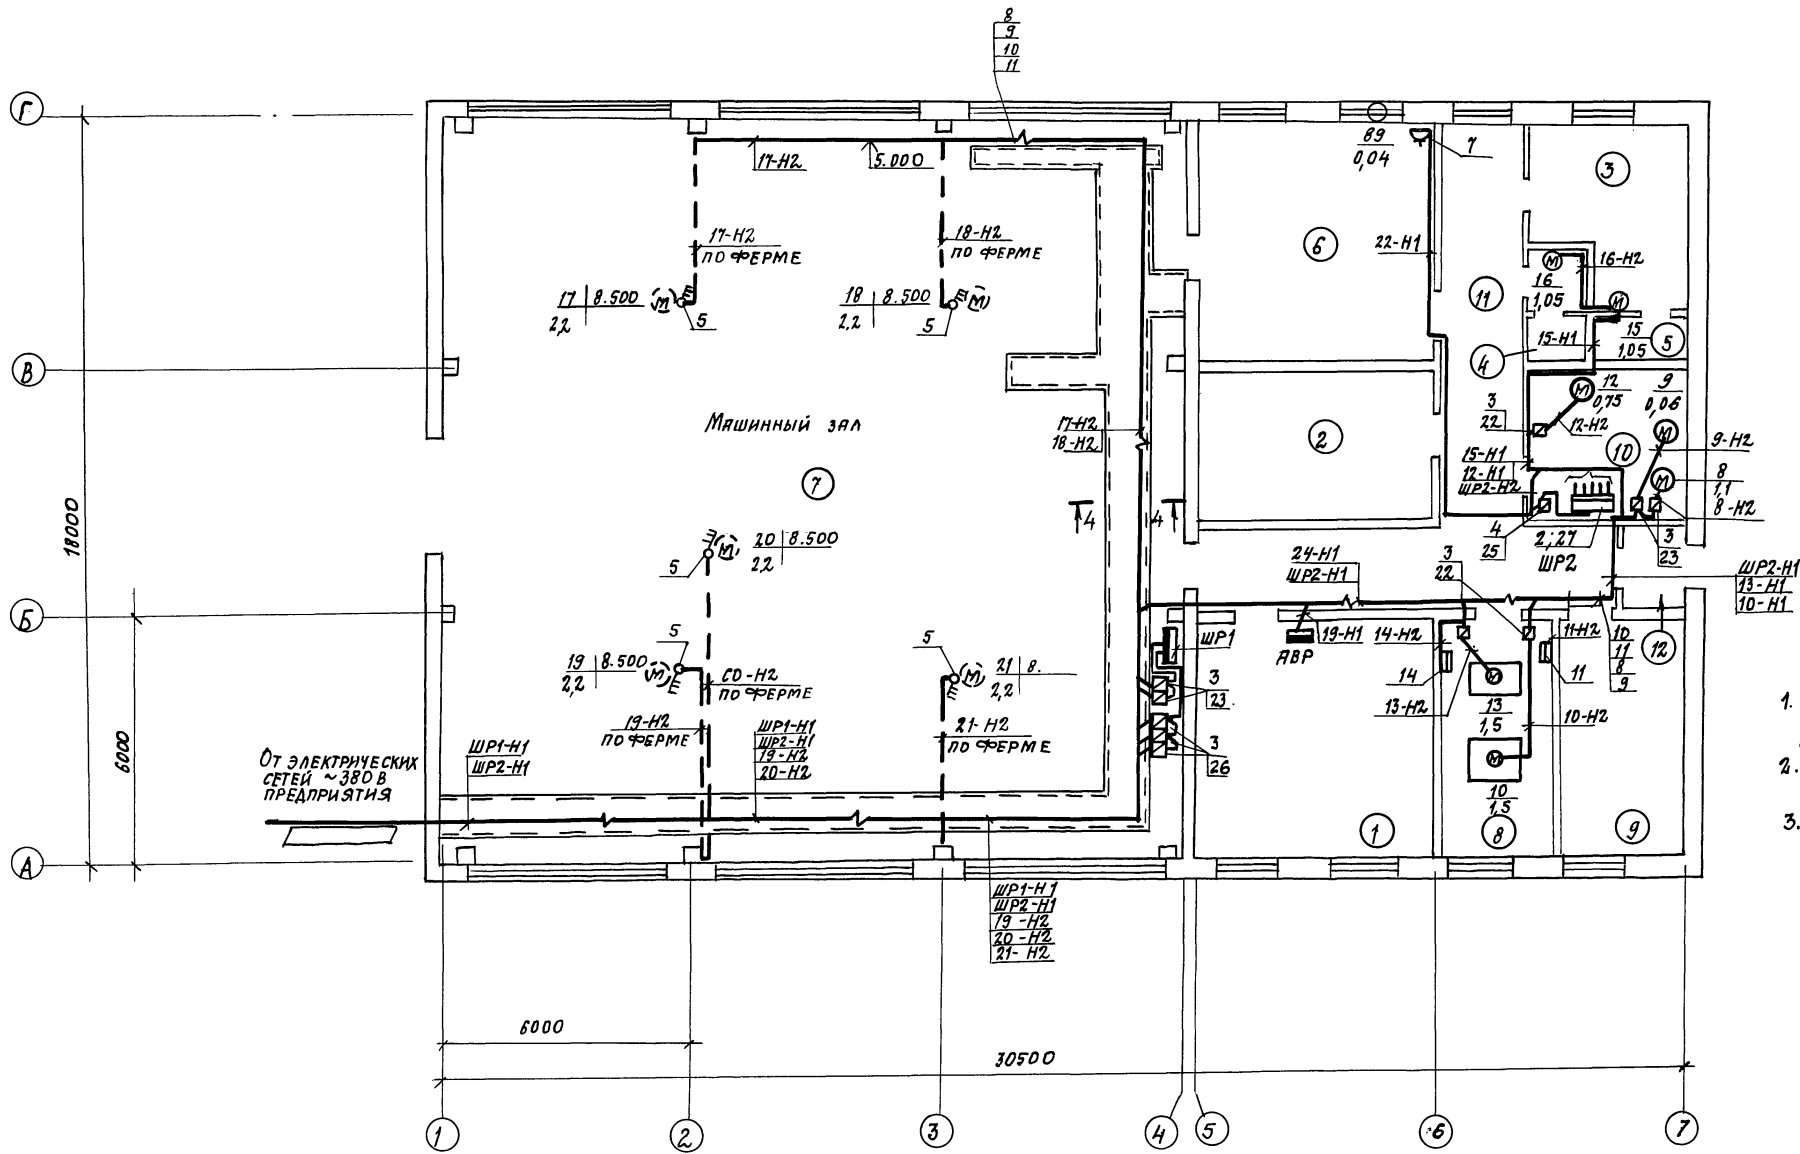 8
9
10
11
Г
17-Н2
5.000
89
0,04
7
3
17-Н2
ПО ФЕРМЕ
18-Н2
ПО ФЕРМЕ
6
22-Н1
16-Н2
М
16
1,05
11
17
8.500
2,2
М
5
18
8.500
2,2
М
5
М
15-Н1
15
1,05
5
4
В
12
0,75
М
9
0,06
3
22
12-Н2
Машинный зал
17-Н2
18-Н2
2
М
10
9-Н2
15-Н1
12-Н1
ШР2-Н2
7
М
8
1,1
8-Н2
18000
4
4
20
8.500
2,2
М
5
4
25
2; 27
ШР2
3
23
24-Н1
ШР2-Н1
3
22
ШР2-Н1
13-Н1
10-Н1
Б
5
5
ШР1
АВР
19-Н1
14-Н2
11-Н2
10
11
8
9
12
19
8.500
2,2
М
СО-Н2
ПО ФЕРМЕ
М
21
8.
2,2
3
23
14
М
11
13-Н2
13
1,5
10-Н2
1.
6000
19-Н2
ПО ФЕРМЕ
ШР1-Н1
ШР2-Н1
19-Н2
20-Н2
21-Н2
ПО ФЕРМЕ
3
26
М
От электрических
сетей ~380 В
предприятия
ШР1-Н1
ШР2-Н1
2.
10
1,5
3.
1
8
9
А
ШР1-Н1
ШР2-Н1
19-Н2
20-Н2
21-Н2
6000
30500
1
2
3
4
5
6
7